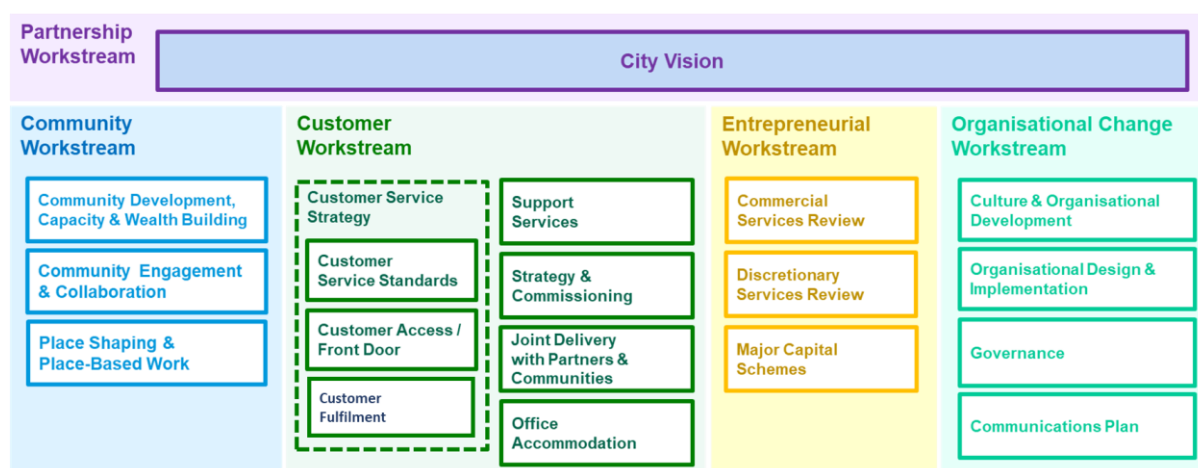 Partnership
Workstream
City Vision
Community
Workstream
Community Development,
Capacity & Wealth Building
Community Engagement
& Collaboration
Place Shaping &
Place-Based Work
Customer
Workstream
Customer Service
Strategy
Customer
Service Standards
Customer Access /
Front Door
Customer
Fulfilment
Support
Services
Strategy &
Commissioning
Joint Delivery
with Partners &
Communities
Office
Accommodation
Entrepreneurial
Workstream
Commercial
Services Review
Discretionary
Services Review
Major Capital
Schemes
Organisational Change
Workstream
Culture & Organisational
Development
Organisational Design &
Implementation
Governance
Communications Plan